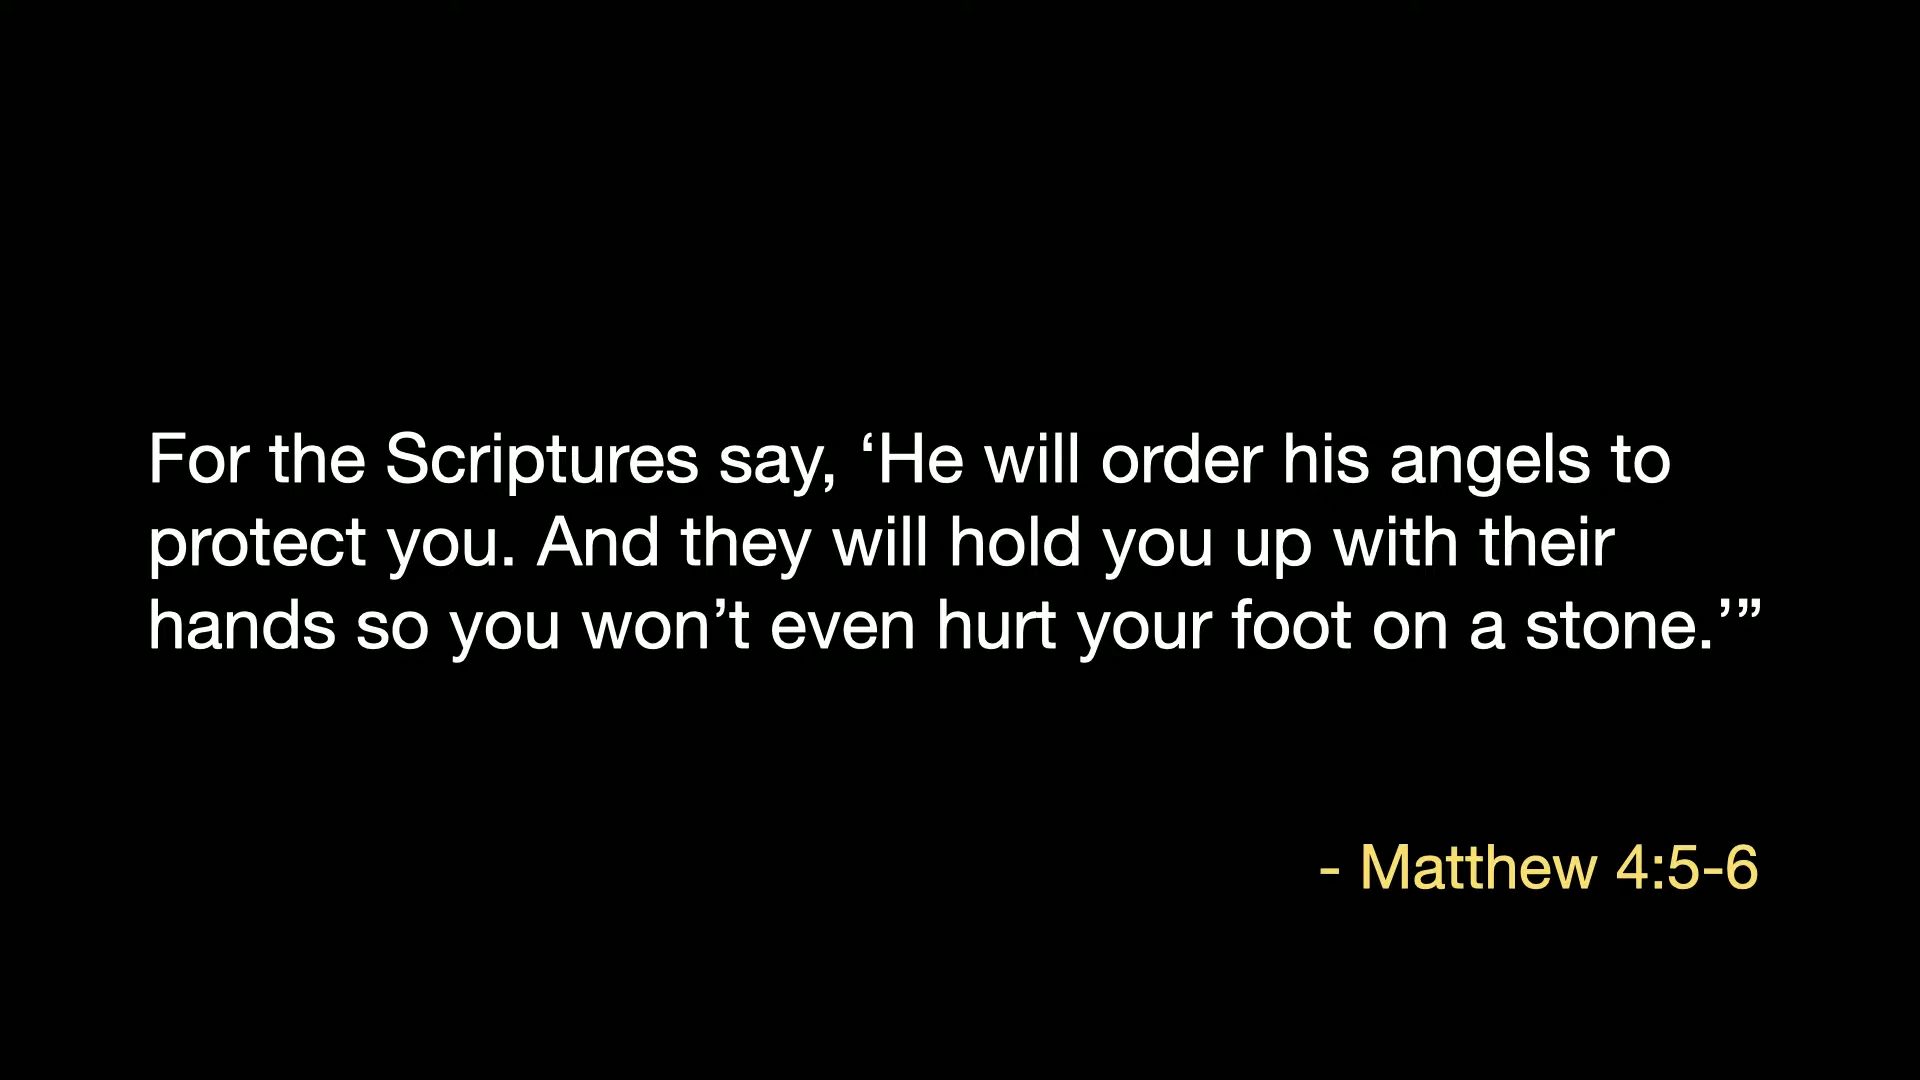 For the Scriptures say, ‘He will order his angels to
protect you. And they will hold you up with their
hands so you won’t even hurt your foot on a stone.’”
- Matthew 4:5-6